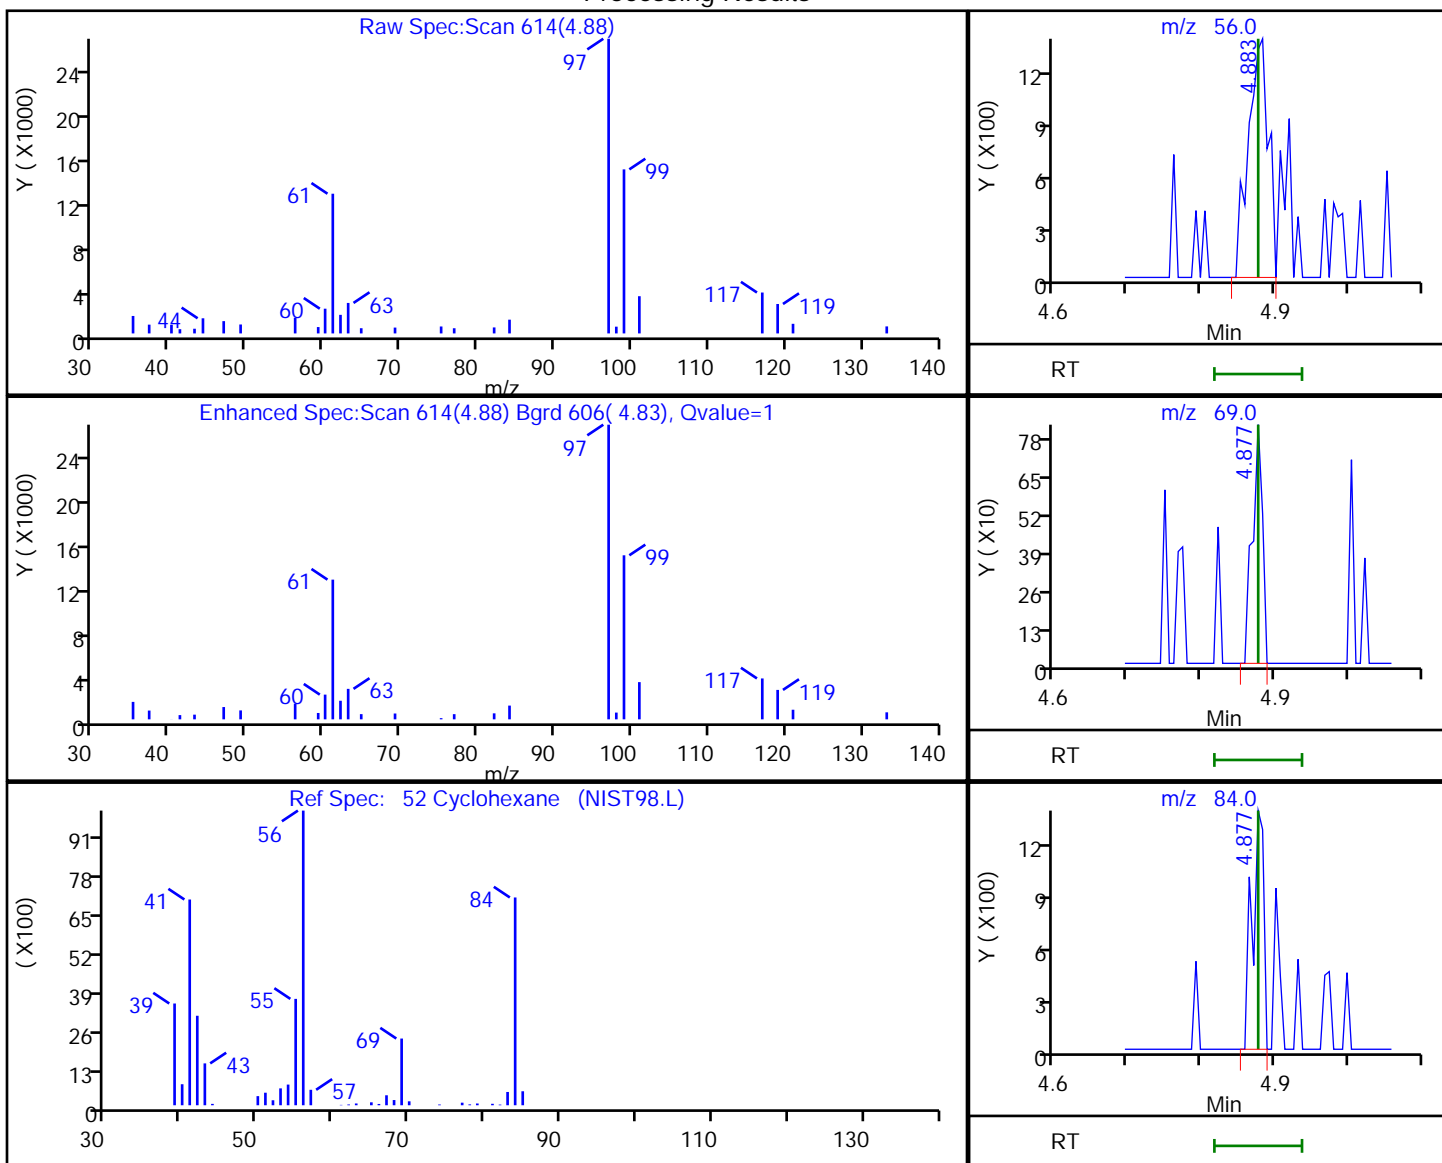 Processing Results
Raw Spec:Scan 614(4.88)
Y ( X1000)
24
20
16
12
8
4
0
97
99
61
60
63
44
117
119
30 40 50 60 70 80 90 100 110 120 130 140
m/z
m/z 56.0
Y ( X100)
12
9
6
3
0
4.883
4.6 4.9
Min
RT
Enhanced Spec:Scan 614(4.88) Bgrd 606( 4.83), Qvalue=1
Y ( X1000)
24
20
16
12
8
4
0
97
99
61
60
63
117
119
30 40 50 60 70 80 90 100 110 120 130 140
m/z
m/z 69.0
Y ( X10)
78
65
52
39
26
13
0
4.877
4.6 4.9
Min
RT
Ref Spec: 52 Cyclohexane (NIST98.L)
( X100)
91
78
65
52
39
26
13
0
56
41
84
39
55
69
43
57
30 50 70 90 110 130
m/z 84.0
Y ( X100)
12
9
6
3
0
4.877
4.6 4.9
Min
RT